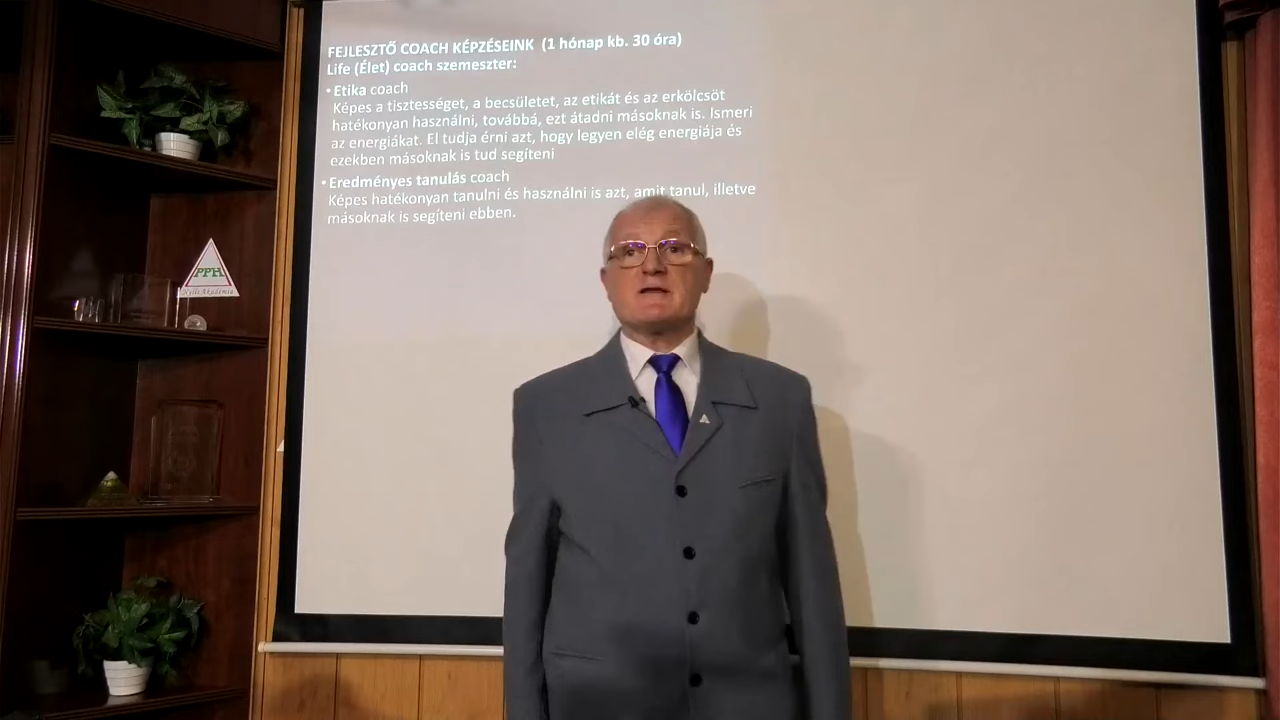 FEJLESZTŐ COACH KÉPZÉSEINK (1 hónap kb. 30 óra)
Life (Élet) coach szemeszter:
• Etika coach
Képes a tisztességet, a becsületet, az etikát és az erkölcsöt
hatékonyan használni, továbbá, ezt átadni másoknak is. Ismeri
az energiákat. El tudja érni azt, hogy legyen elég energiája és
ezekben másoknak is tud segíteni
• Eredményes tanulás coach
Képes hatékonyan tanulni és használni is azt, amit tanul, illetve
másoknak is segíteni ebben.
PPH
Nyílt Akadémia